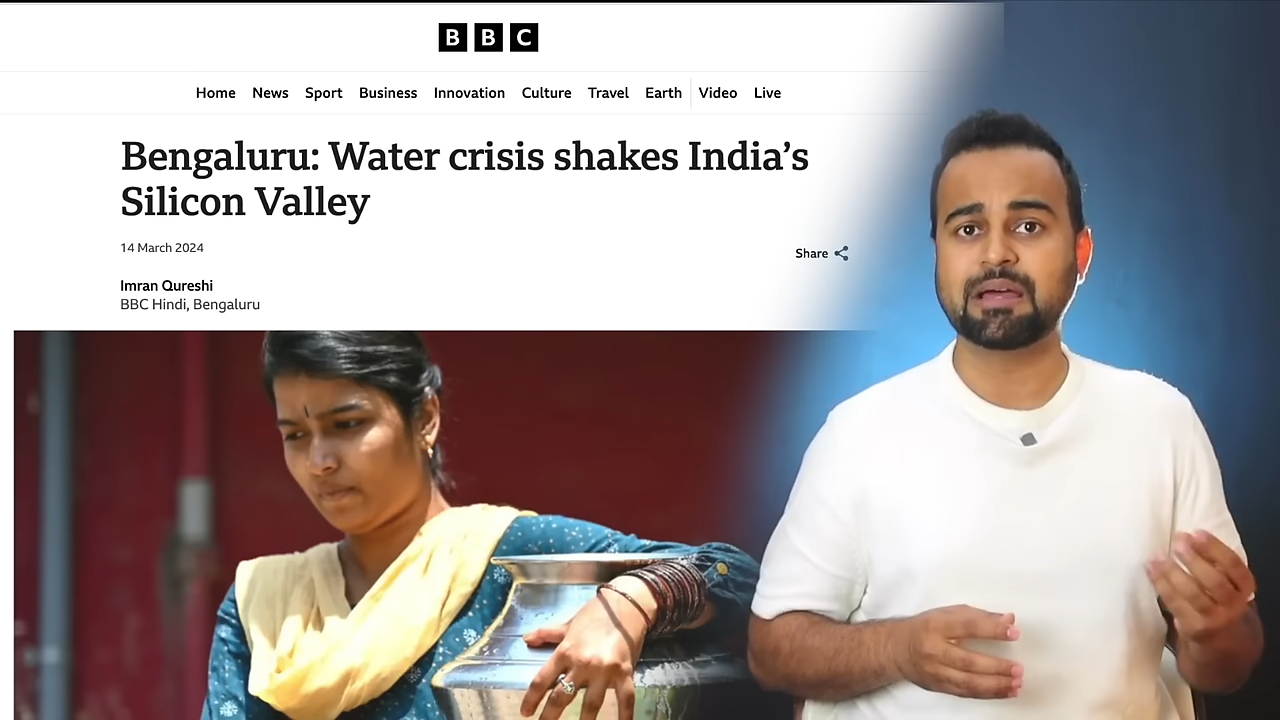 BBC
Home News Sport Business Innovation Culture Travel Earth Video Live
Bengaluru: Water crisis shakes India’s
Silicon Valley
14 March 2024
Share
Imran Qureshi
BBC Hindi, Bengaluru